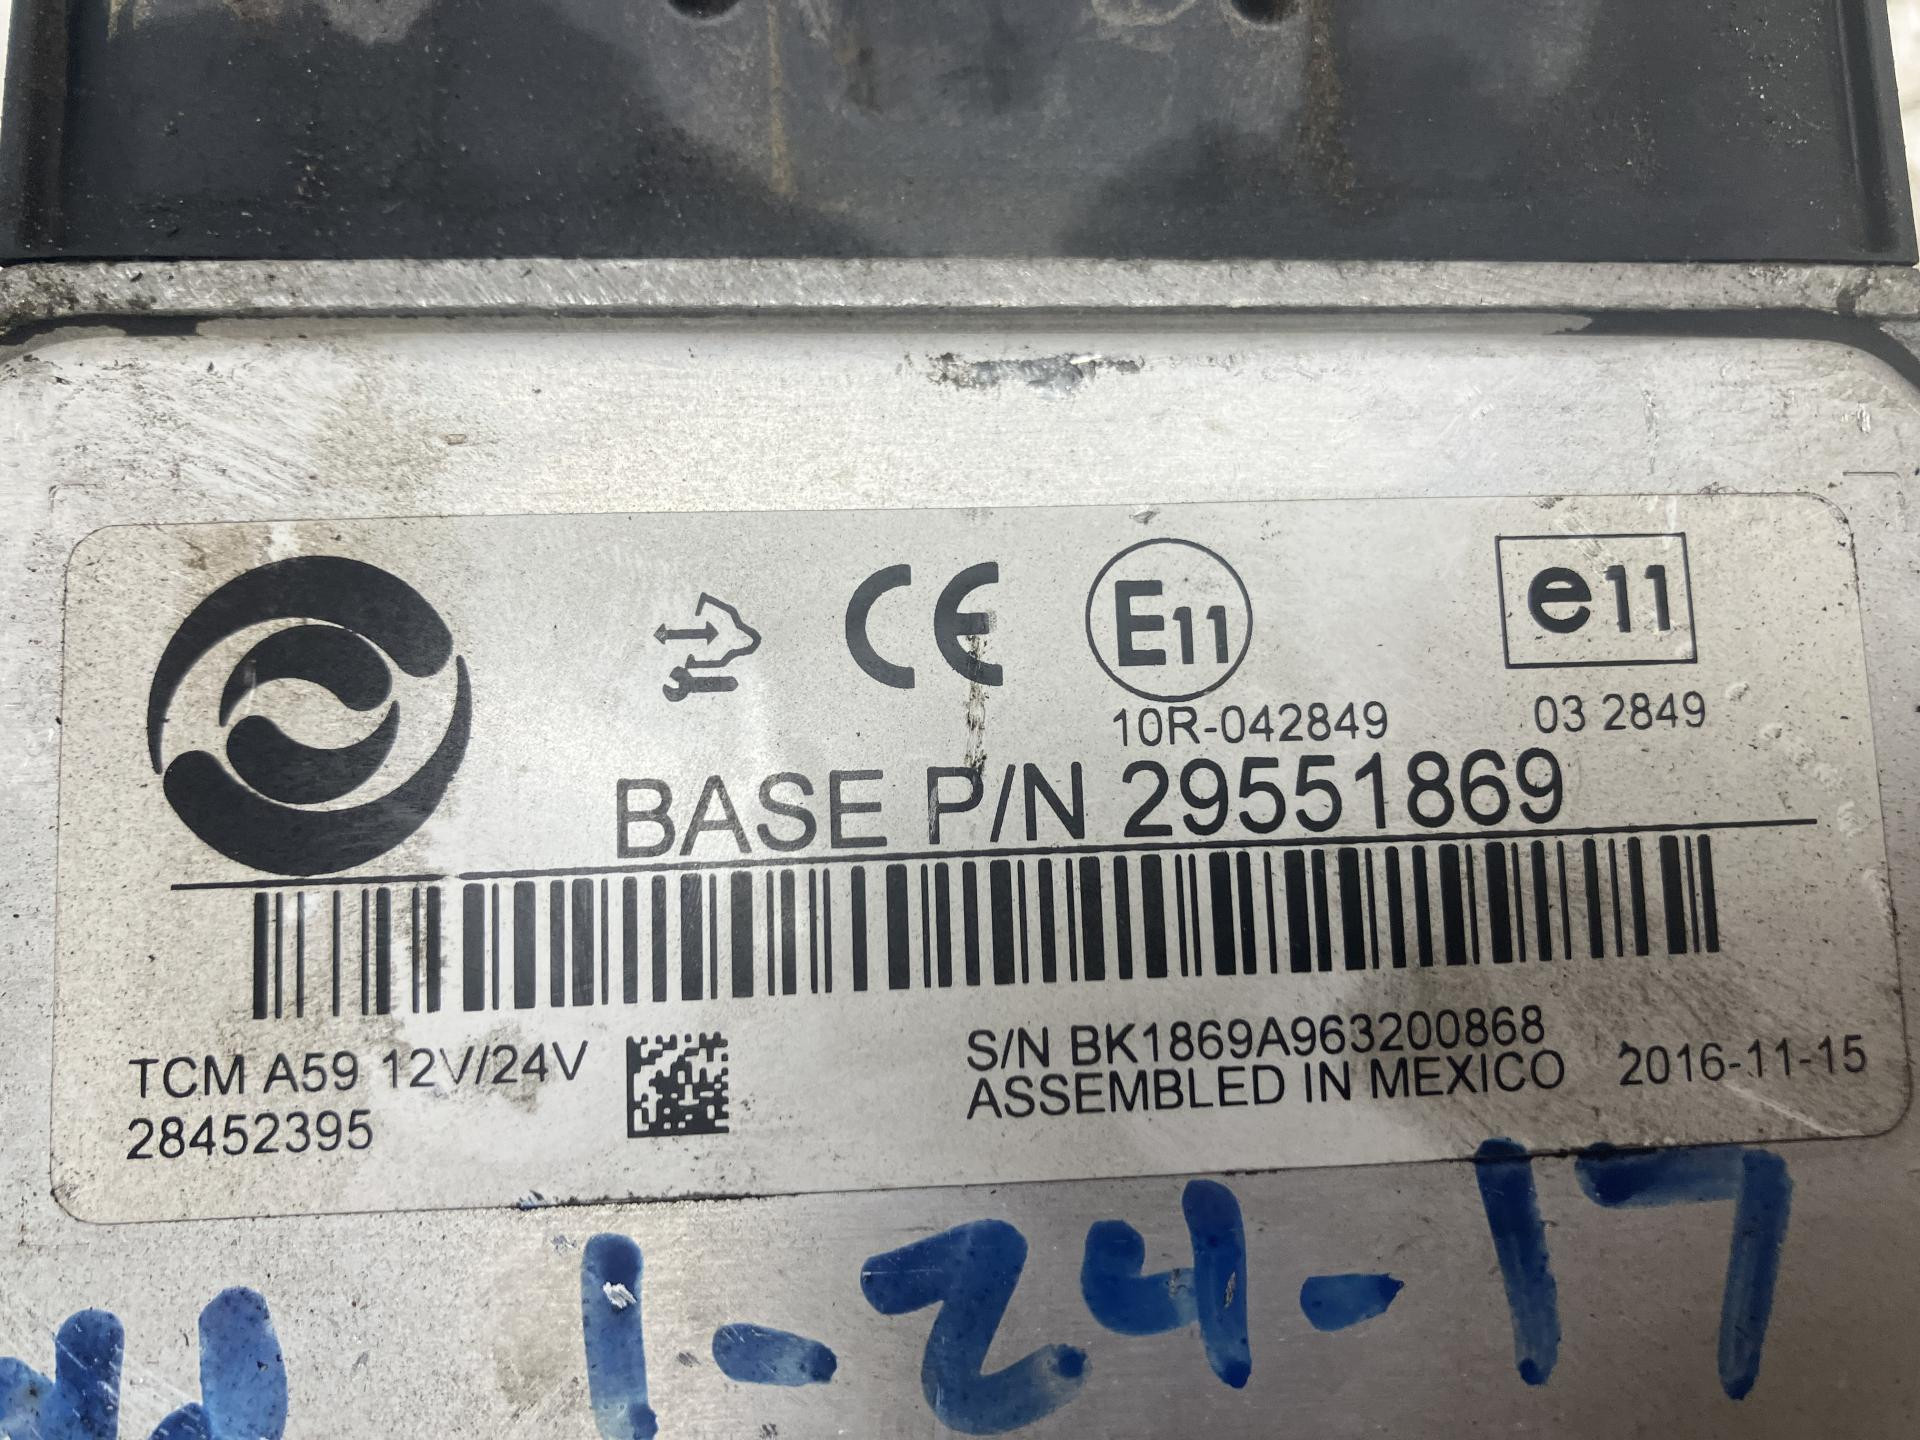 CE E11 e11
10R-042849 03 2849
BASE P/N 29551869
TCM A59 12V/24V
28452395
S/N BK1869A963200868
ASSEMBLED IN MEXICO 2016-11-15
1-24-17